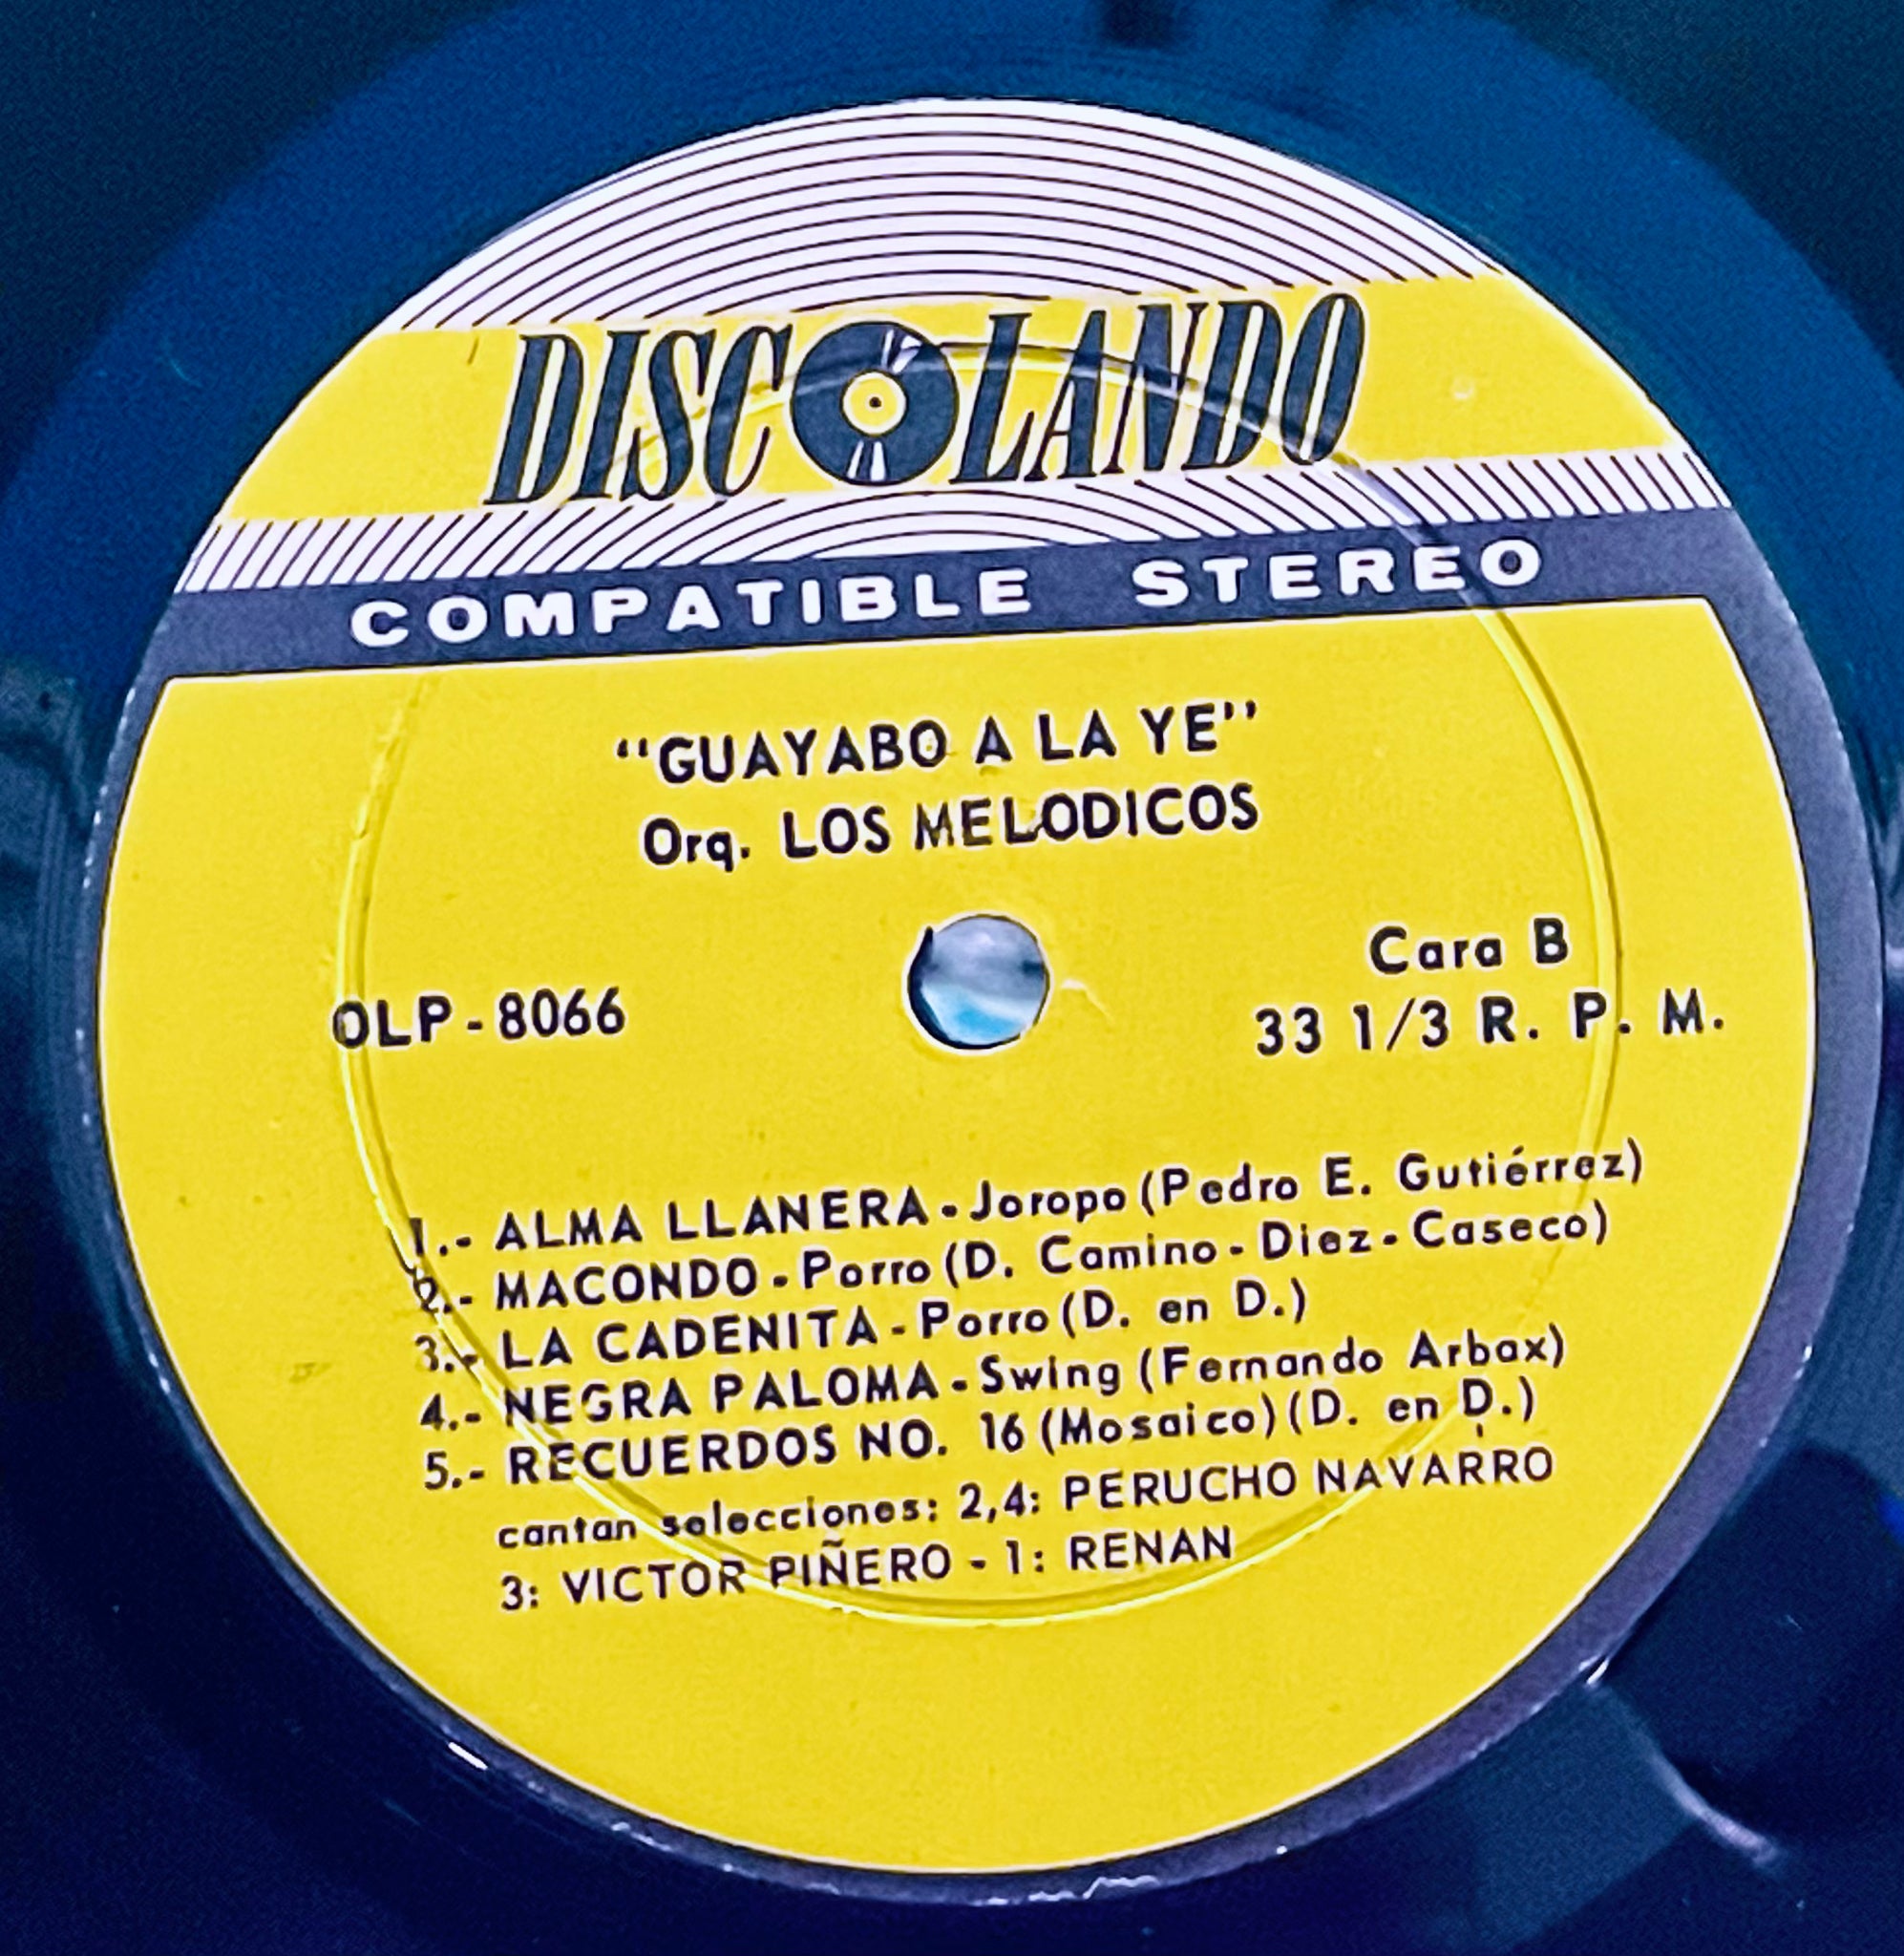 DISCOLANDO
COMPATIBLE STEREO
“GUAYABO A LA YE”
Orq. LOS MELODICOS
Cara B
OLP - 8066
33 1/3 R. P. M.
1.- ALMA LLANERA - Joropo (Pedro E. Gutiérrez)
2.- MACONDO - Porro (D. Camino - Diez - Caseco)
3.- LA CADENITA - Porro (D. en D.)
4.- NEGRA PALOMA - Swing (Fernando Arbax)
5.- RECUERDOS NO. 16 (Mosaico) (D. en D.)
cantan selecciones: 2,4: PERUCHO NAVARRO
3: VICTOR PIÑERO - 1: RENAN